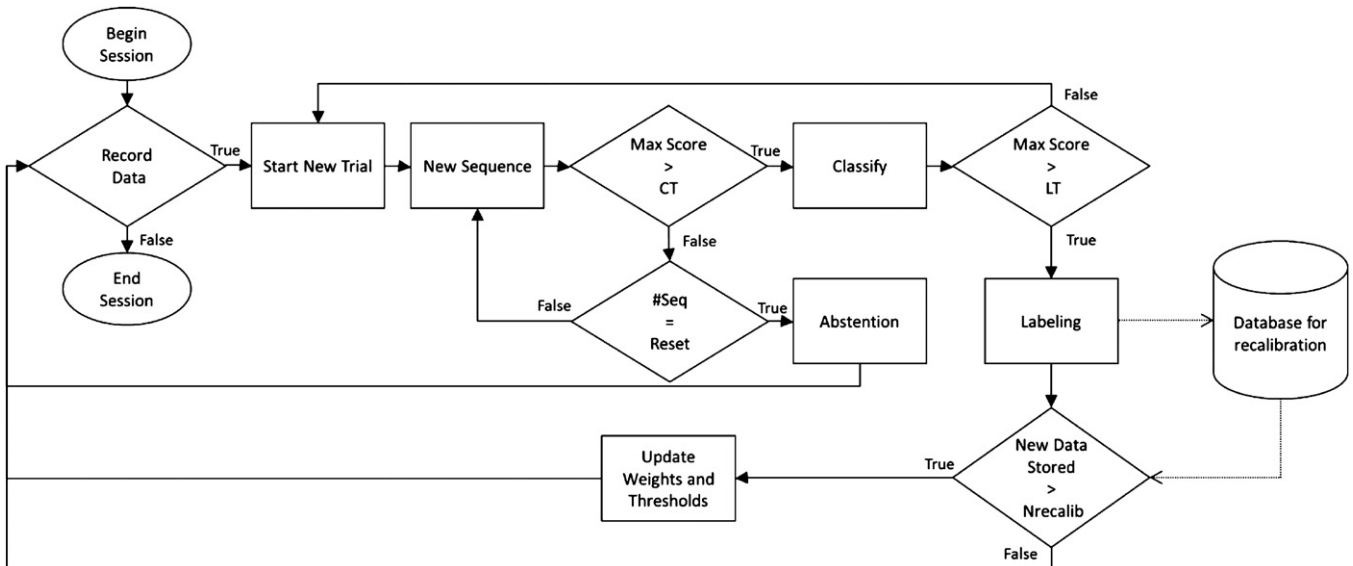 Begin
Session
False
Record
Data
True
Start New Trial
New Sequence
Max Score
>
CT
True
Classify
Max Score
>
LT
False
End
Session
False
True
False
#Seq
=
Reset
True
Abstention
Labeling
Database for
recalibration
Update
Weights and
Thresholds
True
New Data
Stored
>
Nrecalib
False